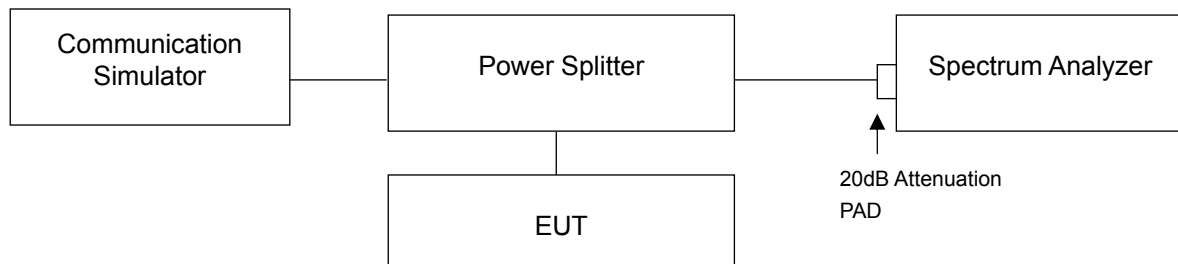 Communication
Simulator
Power Splitter
Spectrum Analyzer
20dB Attenuation
PAD
EUT